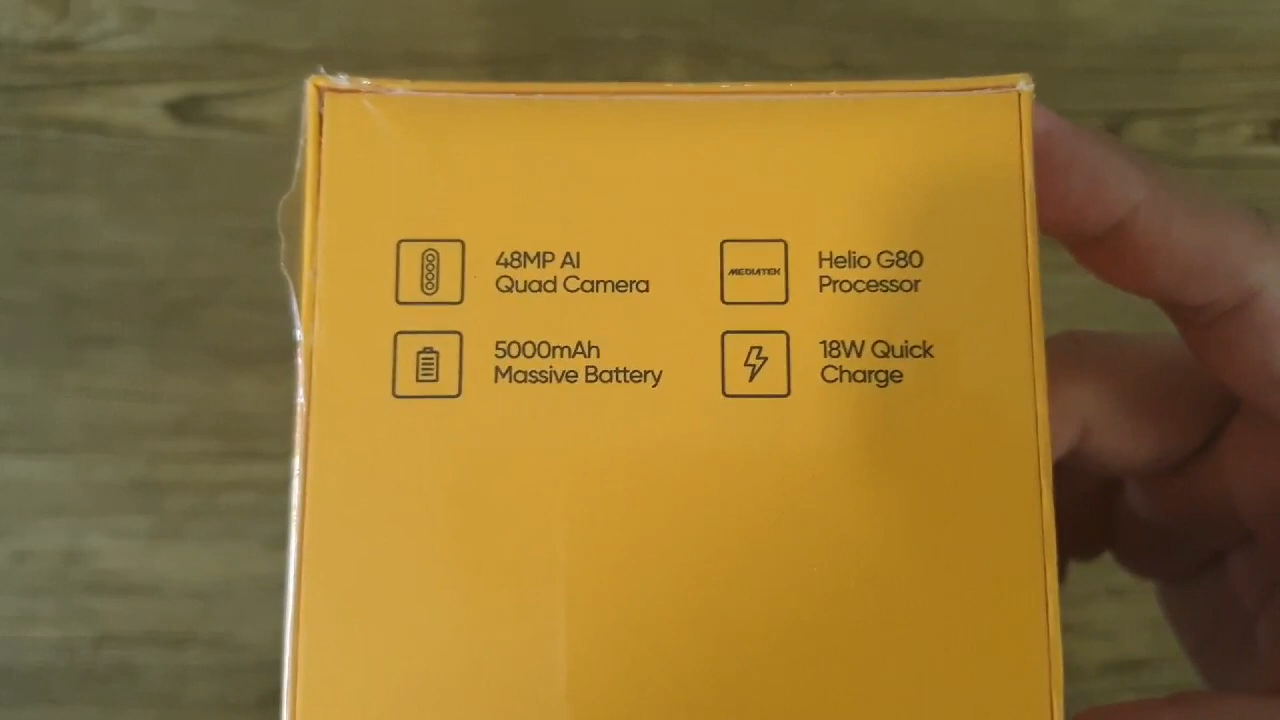 48MP AI
Quad Camera
MEDIATEK
Helio G80
Processor
5000mAh
Massive Battery
18W Quick
Charge